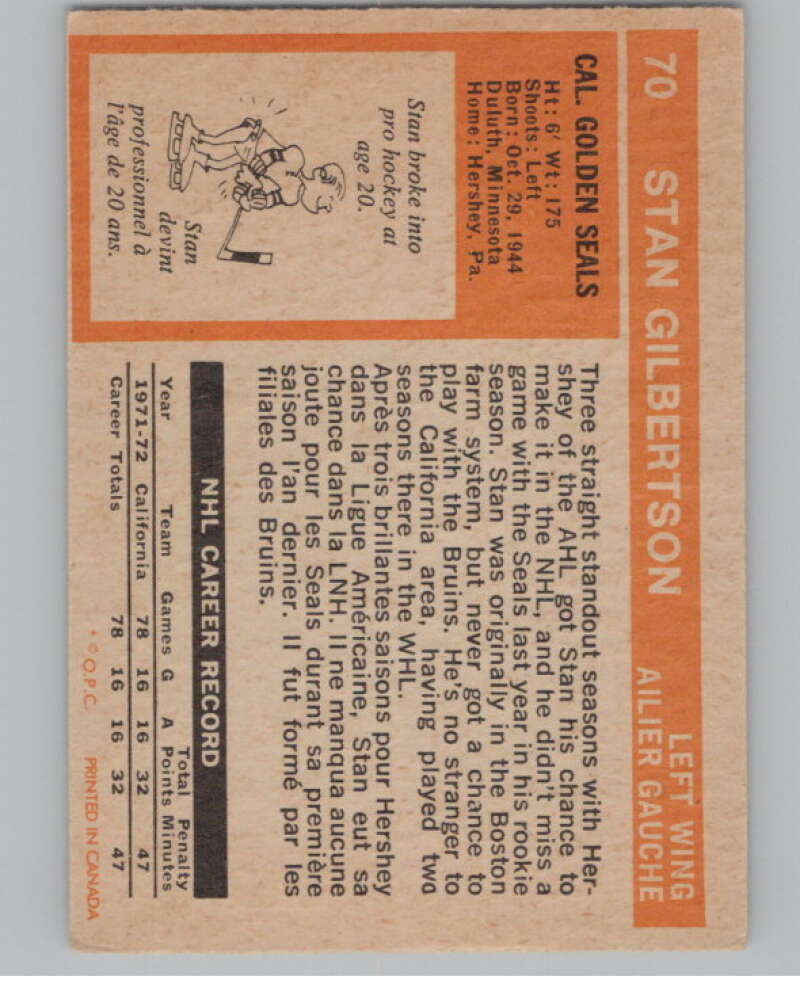 70 STAN GILBERTSON
LEFT WING
AILIER GAUCHE
CAL. GOLDEN SEALS
Ht: 6' Wt: 175
Shoots: Left
Born: Oct. 29, 1944
Duluth, Minnesota
Home: Hershey, Pa.
Stan broke into
pro hockey at
age 20.
Stan
devint
professionnel à
l'âge de 20 ans.
Three straight standout seasons with Her-
shey of the AHL got Stan his chance to
make it in the NHL, and he didn't miss a
game with the Seals last year in his rookie
season. Stan was originally in the Boston
farm system, but never got a chance to
play with the Bruins. He's no stranger to
the California area, having played two
seasons there in the WHL.
Après trois brillantes saisons pour Hershey
dans la Ligue Américaine, Stan eut sa
chance dans la LNH. Il ne manqua aucune
joute pour les Seals durant sa première
saison l'an dernier. Il fut formé par les
filiales des Bruins.
NHL CAREER RECORD
Year Team Games G A Total Points Penalty Minutes
1971-72 California 78 16 16 32 47
Career Totals 78 16 16 32 47
* © O.P.C. PRINTED IN CANADA